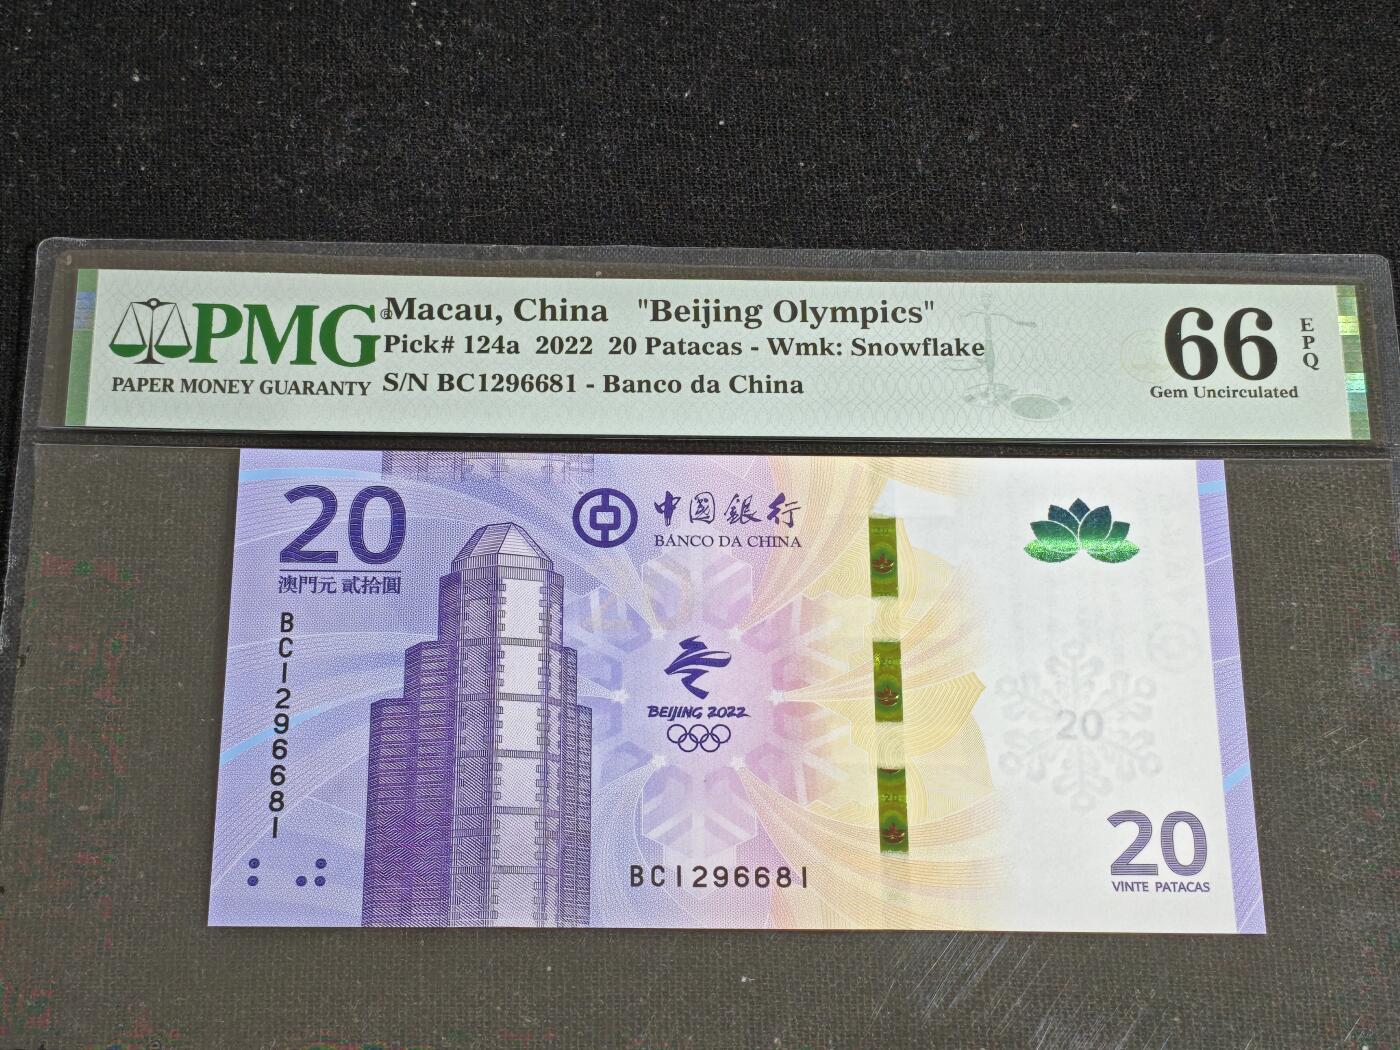 PMG®
PAPER MONEY GUARANTY
Macau, China "Beijing Olympics"
Pick# 124a 2022 20 Patacas - Wmk: Snowflake
S/N BC1296681 - Banco da China
66
EPQ
Gem Uncirculated
20
澳門元 貳拾圓
BC1296681
中國銀行
BANCO DA CHINA
BEIJING 2022
BC1296681
20
20
VINTE PATACAS